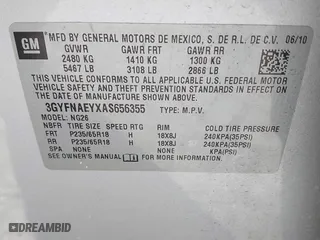 GM
MFD BY GENERAL MOTORS DE MEXICO, S. DE R.L. DE C.V. 06/10
GVWR GAWR FRT GAWR RR
2480 KG 1410 KG 1300 KG
5467 LB 3108 LB 2866 LB
THIS VEHICLE CONFORMS TO ALL APPLICABLE U.S. FEDERAL
MOTOR VEHICLE SAFETY AND THEFT PREVENTION STANDARDS
IN EFFECT ON THE DATE OF MANUFACTURE SHOWN ABOVE.
3GYFNAEYXAS656355 TYPE: M.P.V.
MODEL: NG26
NBFR TIRE SIZE SPEED RTG RIM COLD TIRE PRESSURE
FRT P235/65R18 H 18X8J 240KPA(35PSI)
RR P235/65R18 H 18X8J 240KPA(35PSI)
SPA NONE KPA(PSI)
SEE OWNER'S MANUAL
DREAMBID